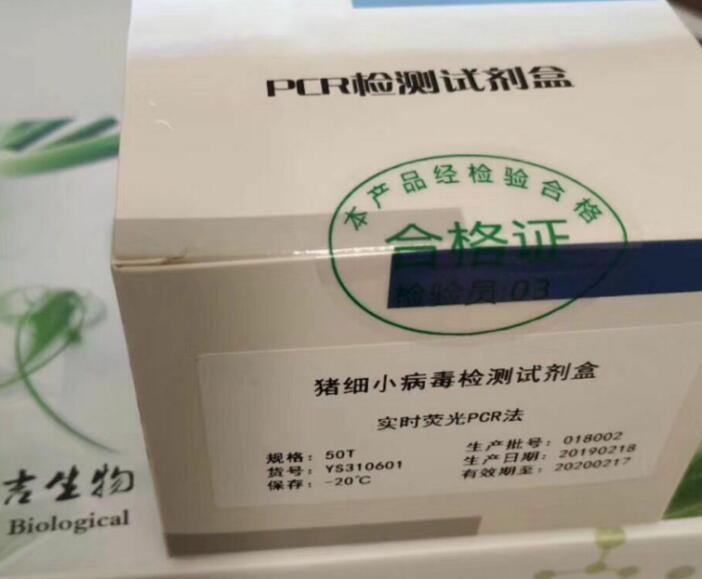 PCR检测试剂盒
本产品经检验合格
合格证
检验员:03
猪细小病毒检测试剂盒
实时荧光PCR法
规格: 50T
货号: YS310601
保存: -20℃
生产批号: 018002
生产日期: 20190218
有效期至: 20200217
吉生物
Biological